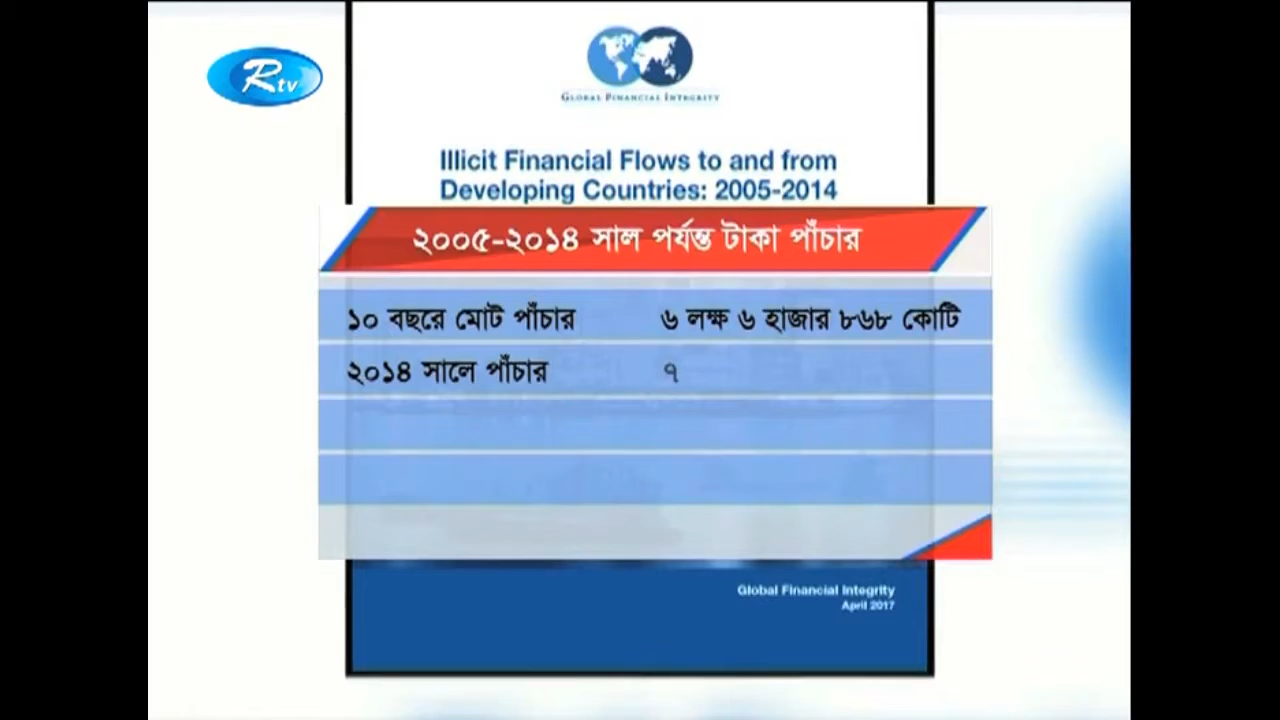 Rtv
GLOBAL FINANCIAL INTEGRITY
Illicit Financial Flows to and from
Developing Countries: 2005-2014
২০০৫-২০১৪ সাল পর্যন্ত টাকা পাঁচার
১০ বছরে মোট পাঁচার ৬ লক্ষ ৬ হাজার ৮৬৮ কোটি
২০১৪ সালে পাঁচার ৭
Global Financial Integrity
April 2017